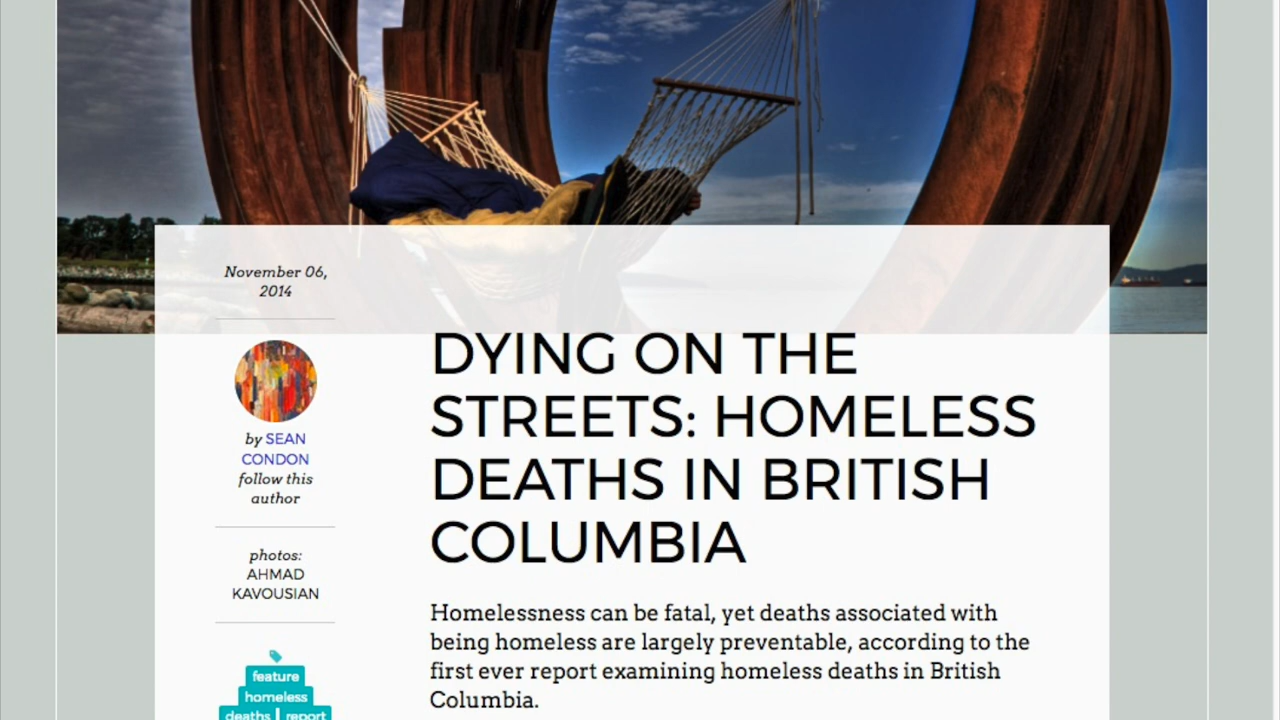 November 06,
2014
by SEAN
CONDON
follow this
author
photos:
AHMAD
KAVOUSIAN
feature
homeless
deaths
report
DYING ON THE
STREETS: HOMELESS
DEATHS IN BRITISH
COLUMBIA
Homelessness can be fatal, yet deaths associated with
being homeless are largely preventable, according to the
first ever report examining homeless deaths in British
Columbia.